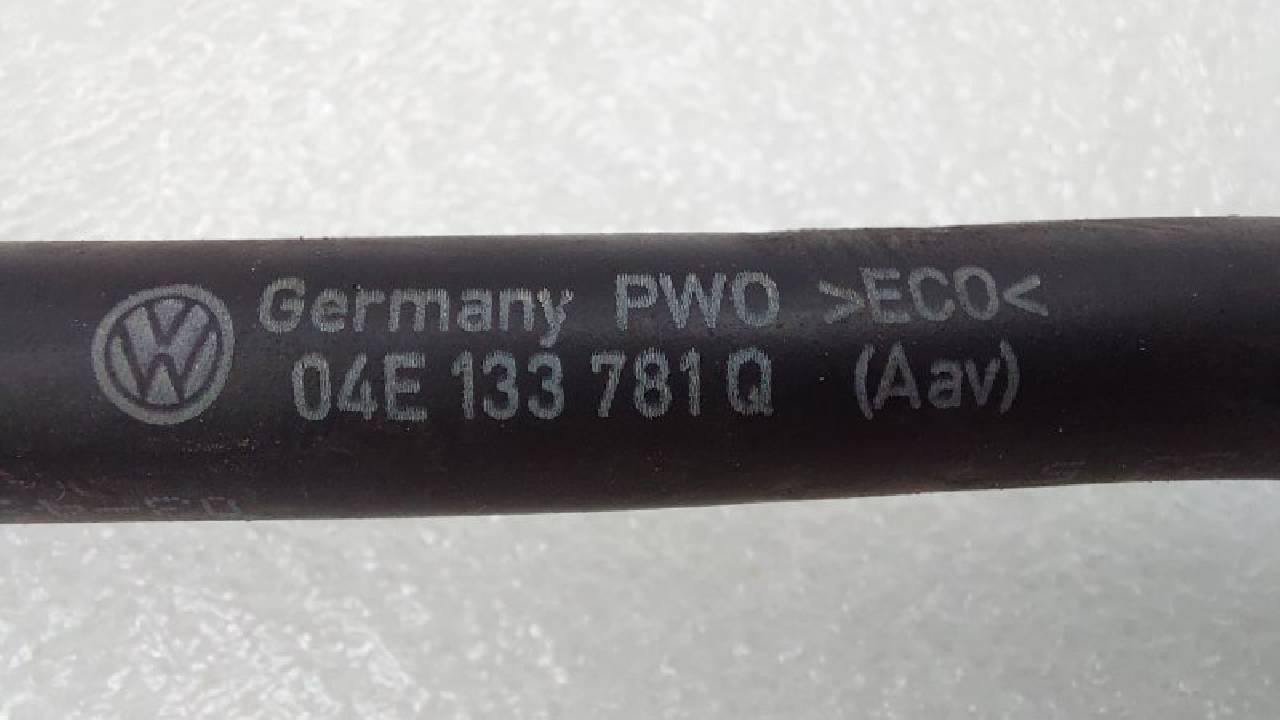 Germany PWO >ECO<
04E 133 781 Q (Aav)